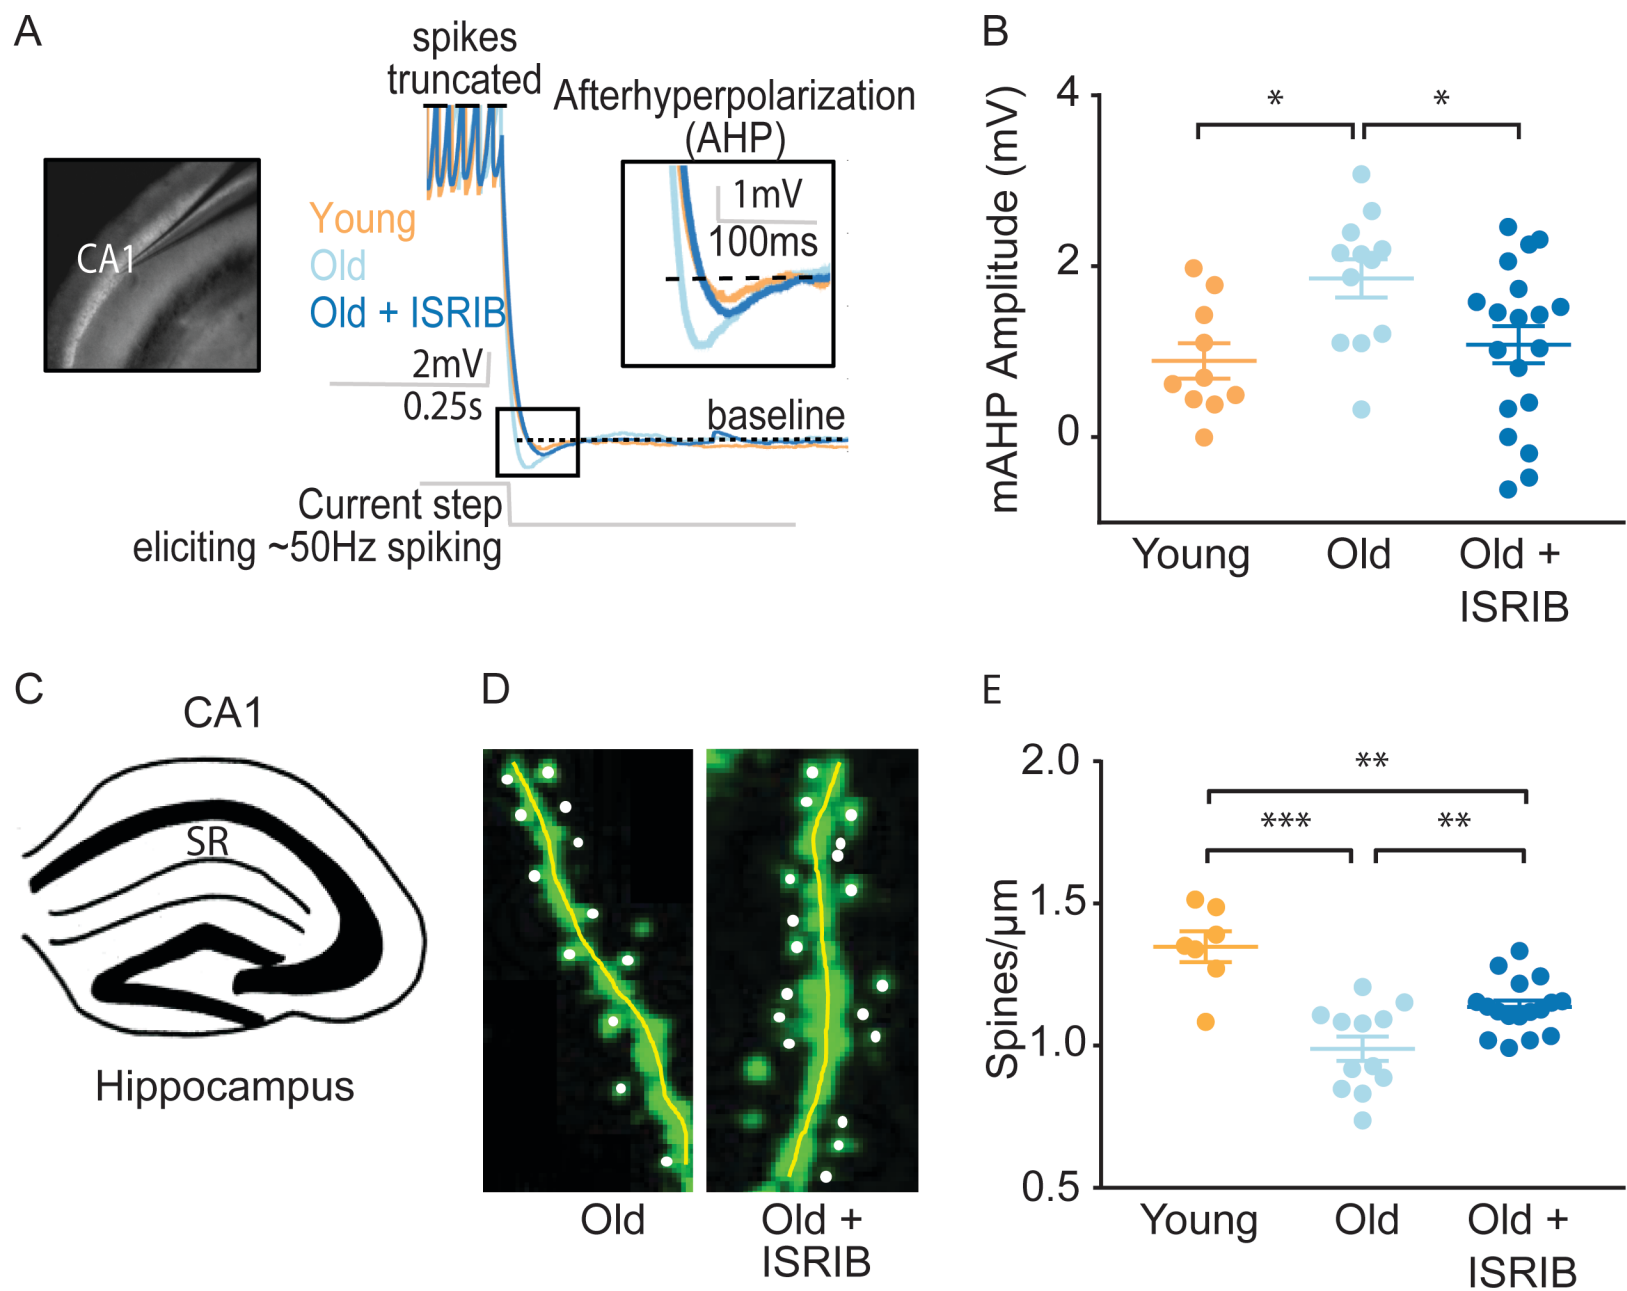 A
spikes
truncated
Afterhyperpolarization
(AHP)
1mV
100ms
CA1
Young
Old
Old + ISRIB
2mV
0.25s
baseline
Current step
eliciting ~50Hz spiking
B
mAHP Amplitude (mV)
4
2
0
*
*
Young
Old
Old +
ISRIB
C
CA1
SR
Hippocampus
D
Old
Old +
ISRIB
E
Spines/µm
2.0
1.5
1.0
0.5
**
***
**
Young
Old
Old +
ISRIB